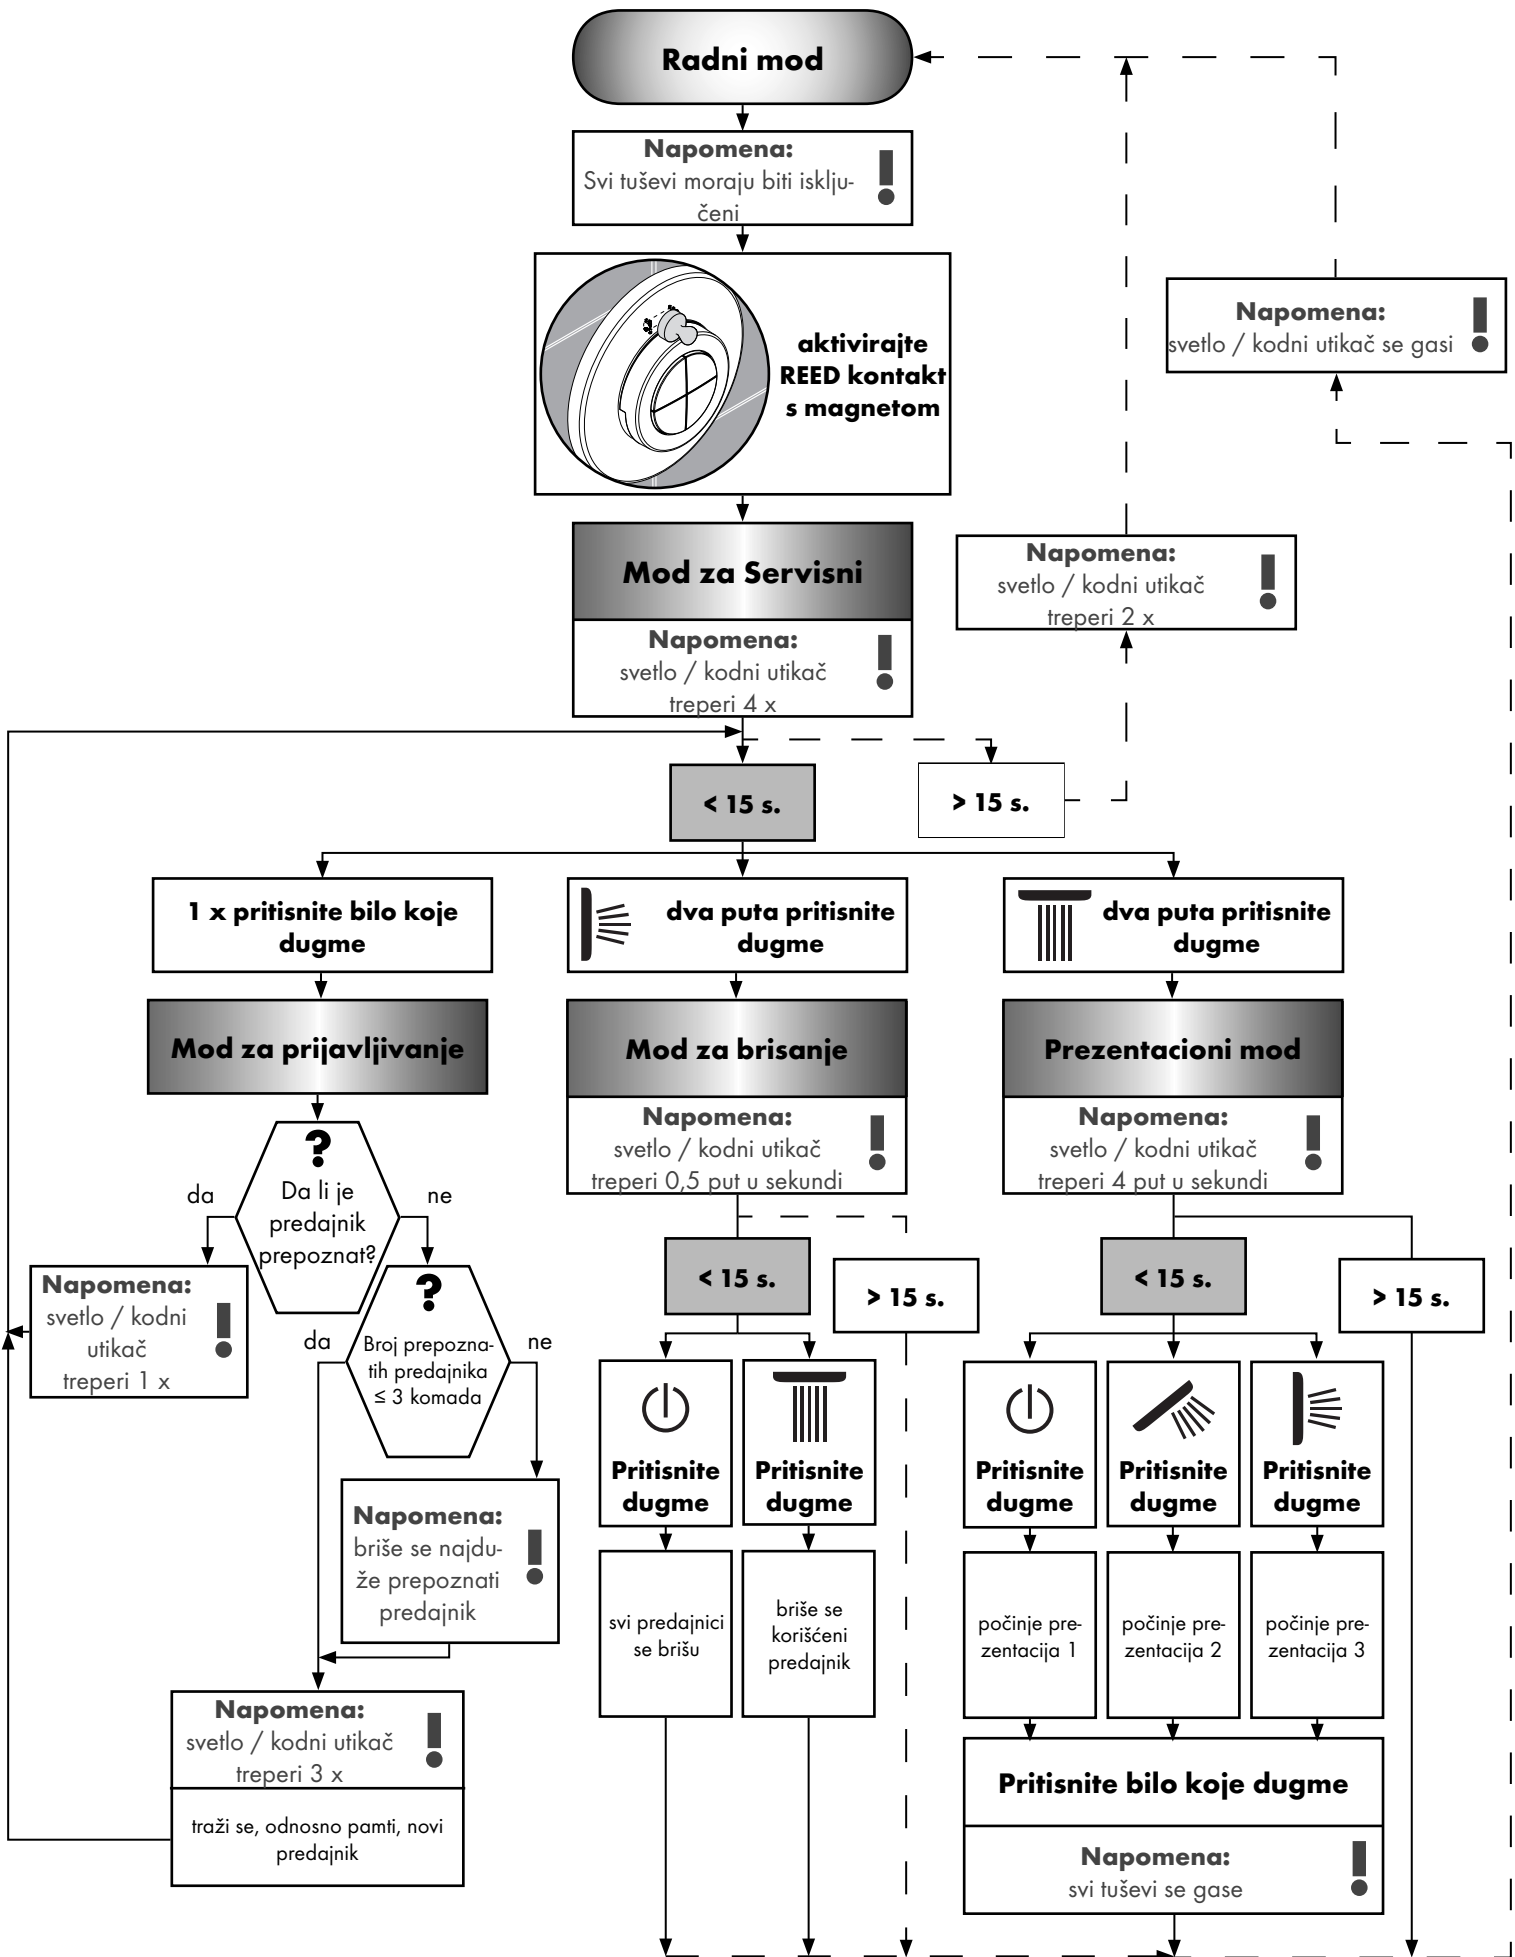 Radni mod
Napomena:
Svi tuševi moraju biti isklju-
čeni
aktivirajte
REED kontakt
s magnetom
Napomena:
svetlo / kodni utikač se gasi
Mod za Servisni
Napomena:
svetlo / kodni utikač
treperi 4 x
Napomena:
svetlo / kodni utikač
treperi 2 x
< 15 s.
> 15 s.
1 x pritisnite bilo koje
dugme
dva puta pritisnite
dugme
dva puta pritisnite
dugme
Mod za prijavljivanje
Mod za brisanje
Napomena:
svetlo / kodni utikač
treperi 0,5 put u sekundi
Prezentacioni mod
Napomena:
svetlo / kodni utikač
treperi 4 put u sekundi
?
Da li je
predajnik
prepoznat?
da
ne
Napomena:
svetlo / kodni
utikač
treperi 1 x
?
Broj prepozna-
tih predajnika
≤ 3 komada
da
ne
Napomena:
briše se najdu-
že prepoznati
predajnik
Napomena:
svetlo / kodni utikač
treperi 3 x
traži se, odnosno pamti, novi
predajnik
< 15 s.
> 15 s.
Pritisnite
dugme
Pritisnite
dugme
svi predajnici
se brišu
briše se
korišćeni
predajnik
< 15 s.
> 15 s.
Pritisnite
dugme
Pritisnite
dugme
Pritisnite
dugme
počinje pre-
zentacija 1
počinje pre-
zentacija 2
počinje pre-
zentacija 3
Pritisnite bilo koje dugme
Napomena:
svi tuševi se gase